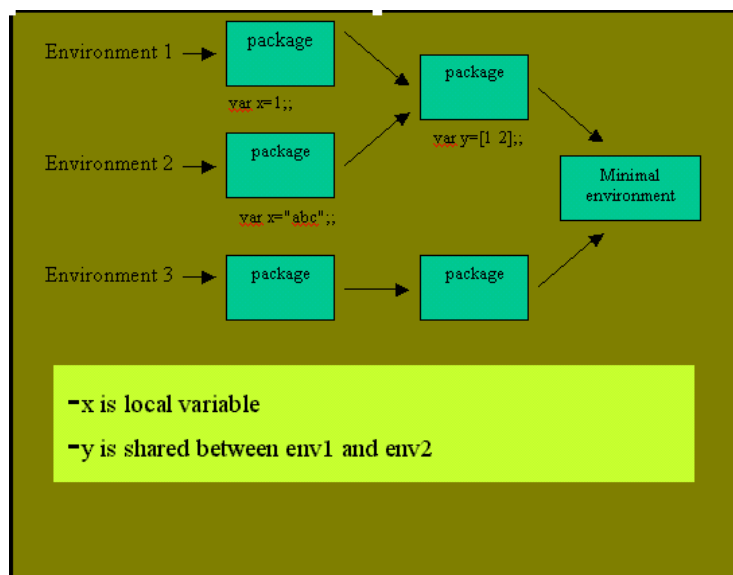 Environment 1
package
var x=1;;
package
var y=[1 2];;
Environment 2
package
var x="abc";;
Minimal
environment
Environment 3
package
package
-x is local variable
-y is shared between env1 and env2